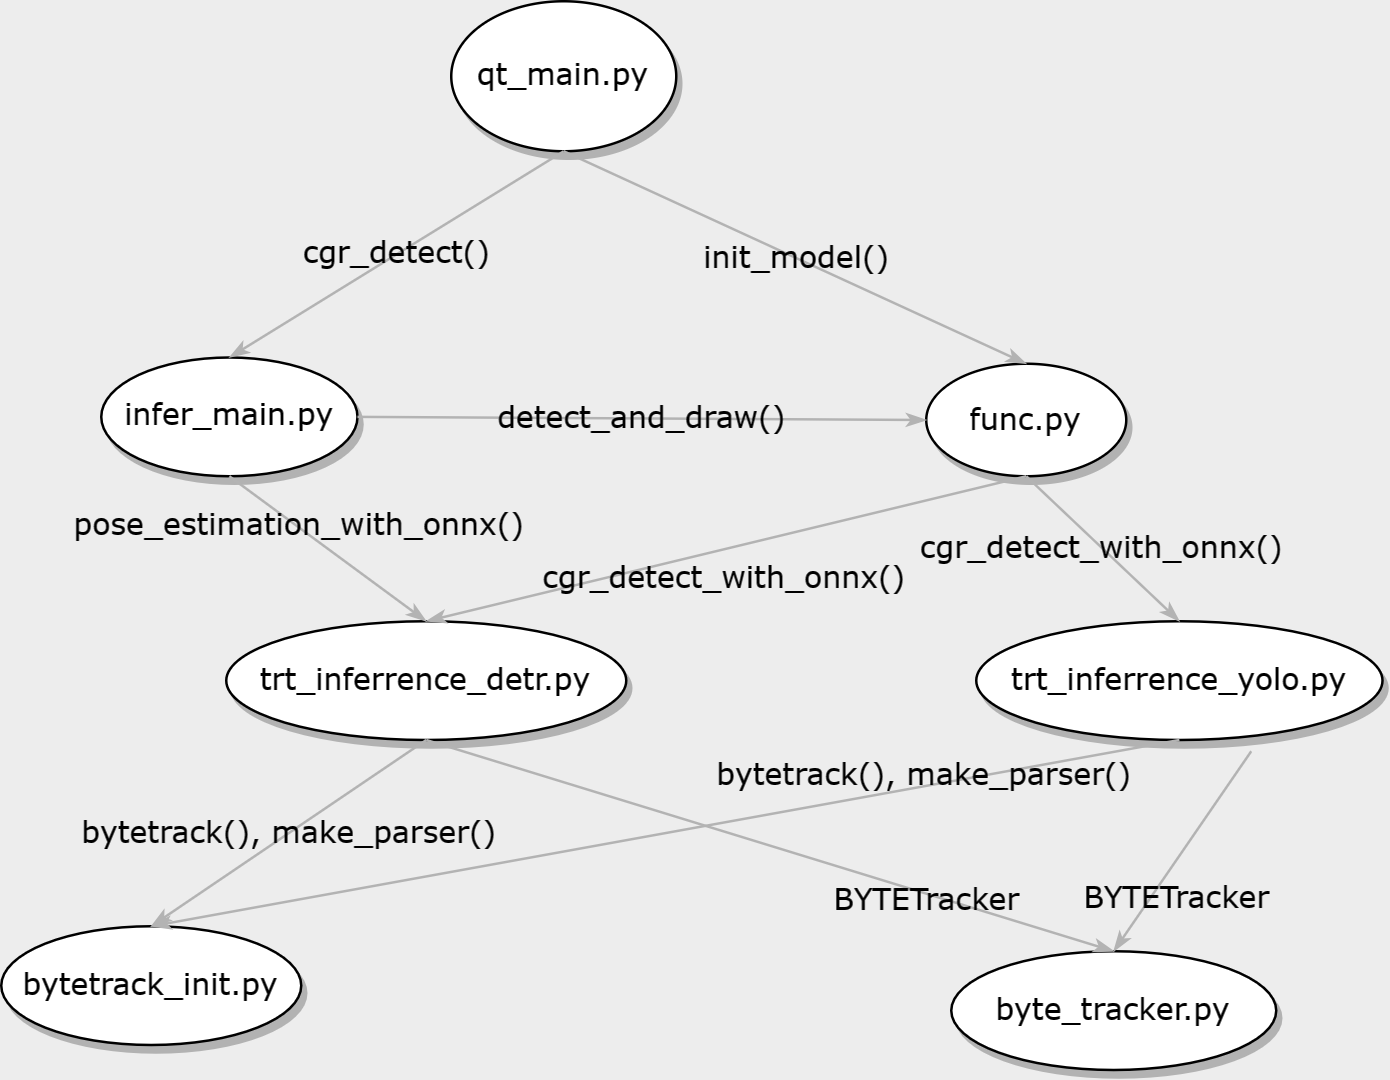 qt_main.py
cgr_detect()
init_model()
infer_main.py
detect_and_draw()
func.py
pose_estimation_with_onnx()
cgr_detect_with_onnx()
cgr_detect_with_onnx()
trt_inferrence_detr.py
trt_inferrence_yolo.py
bytetrack(), make_parser()
bytetrack(), make_parser()
BYTETracker
BYTETracker
bytetrack_init.py
byte_tracker.py